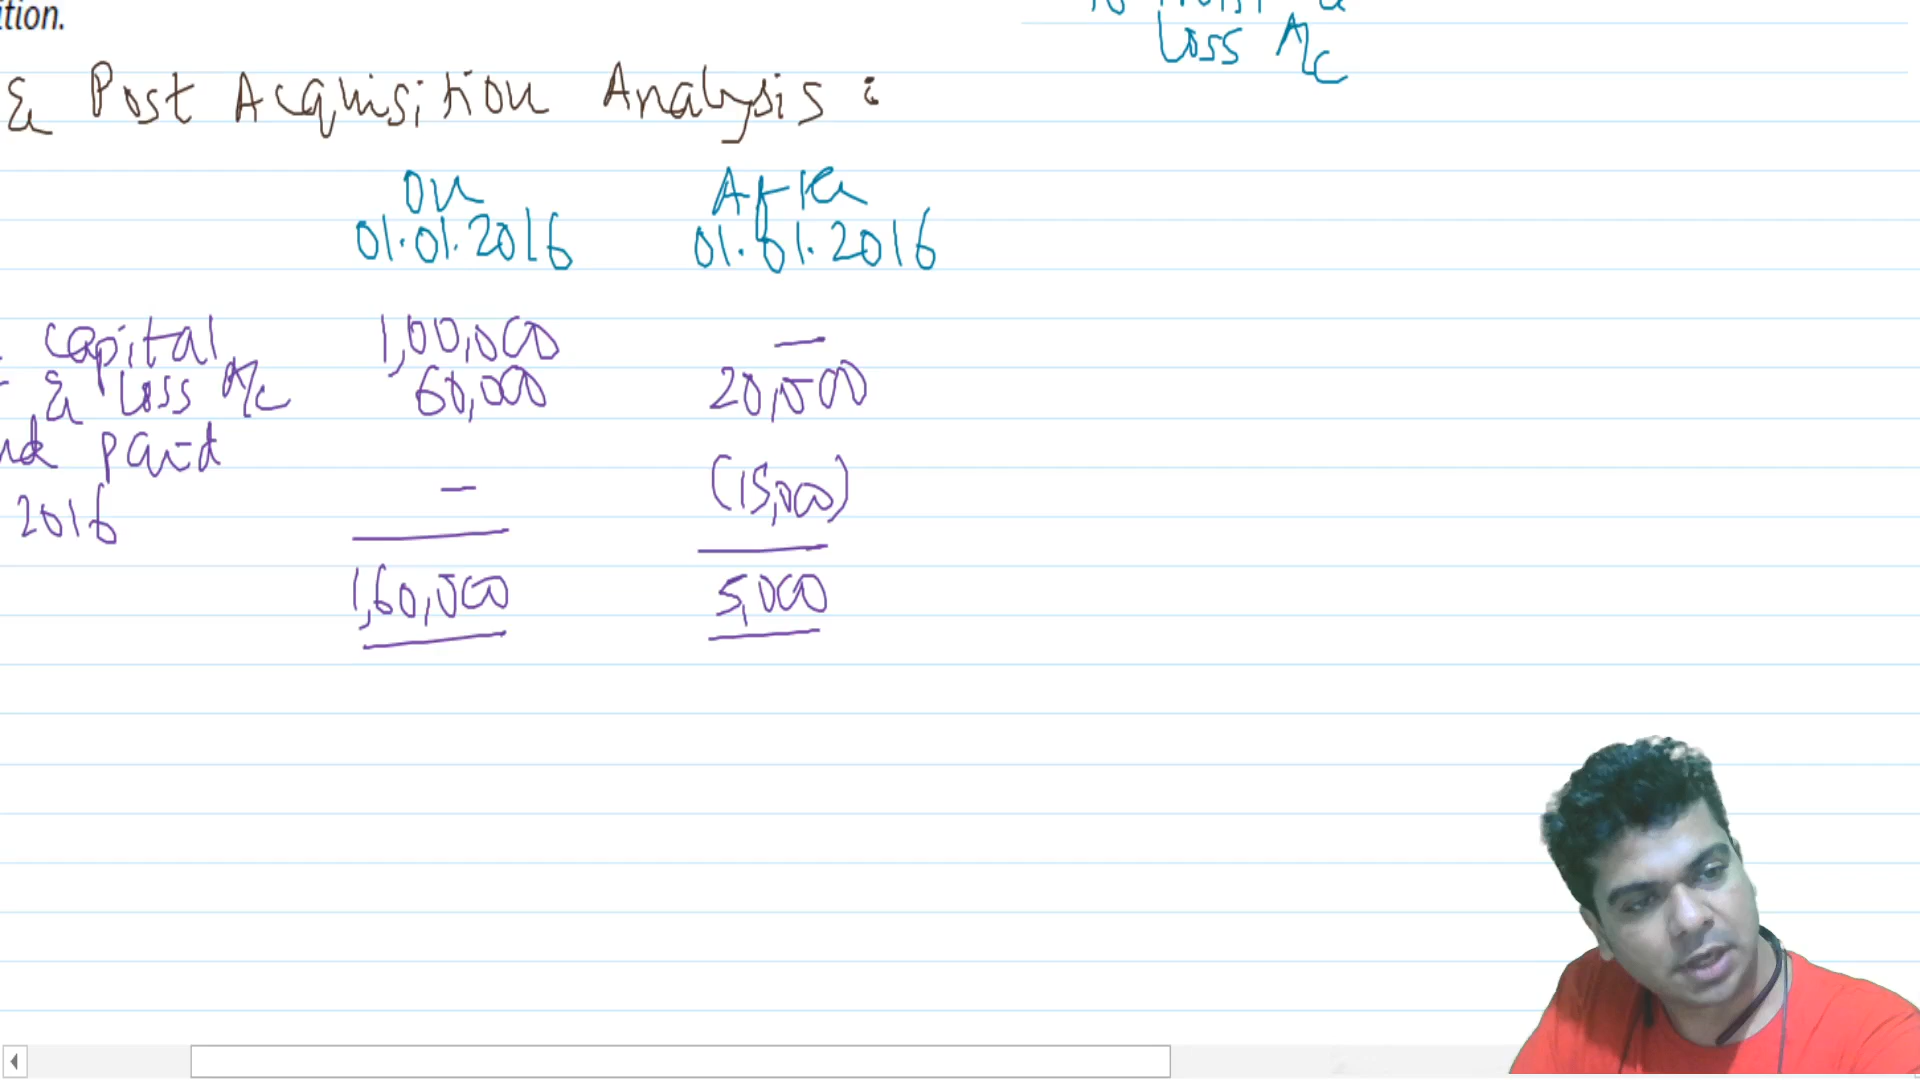 ition.
Loss A/c
& Post Acquisition Analysis :
On After
01.01.2016 01.01.2016
capital 1,00,000 —
& Loss A/c 60,000 20,000
paid
2016 — (15,000)
1,60,000 5,000